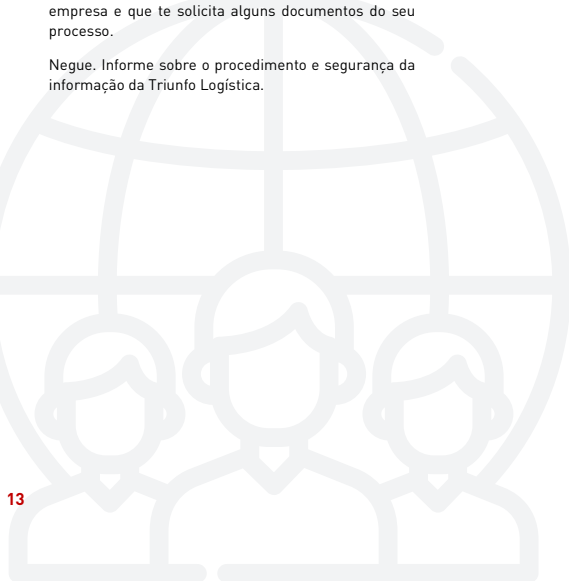 empresa e que te solicita alguns documentos do seu
processo.
Negue. Informe sobre o procedimento e segurança da
informação da Triunfo Logística.
13